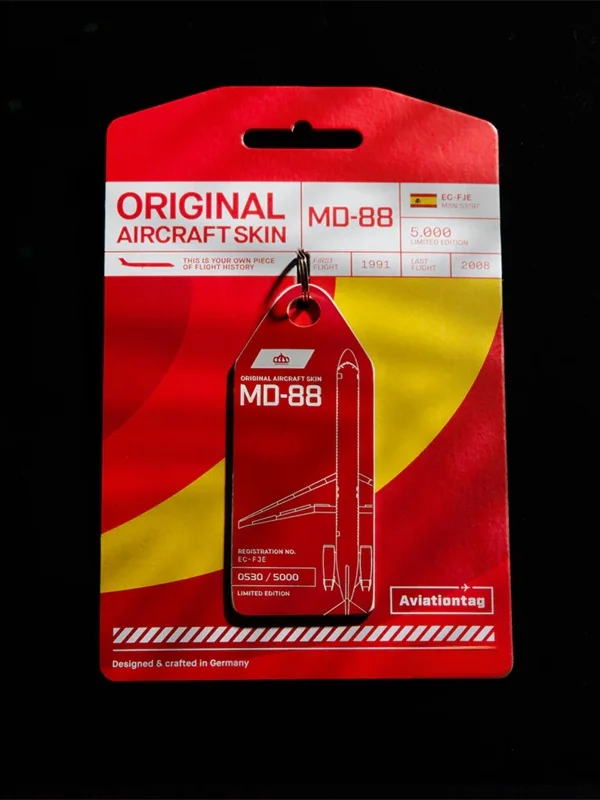 ORIGINAL
AIRCRAFT SKIN
MD-88
EC-FJE
5.000
LIMITED EDITION
THIS IS YOUR OWN PIECE
OF FLIGHT HISTORY
FIRST
FLIGHT
1991
LAST
FLIGHT
2008
ORIGINAL AIRCRAFT SKIN
MD-88
REGISTRATION NO.
EC-FJE
0530 / 5000
LIMITED EDITION
Aviationtag
Designed & crafted in Germany